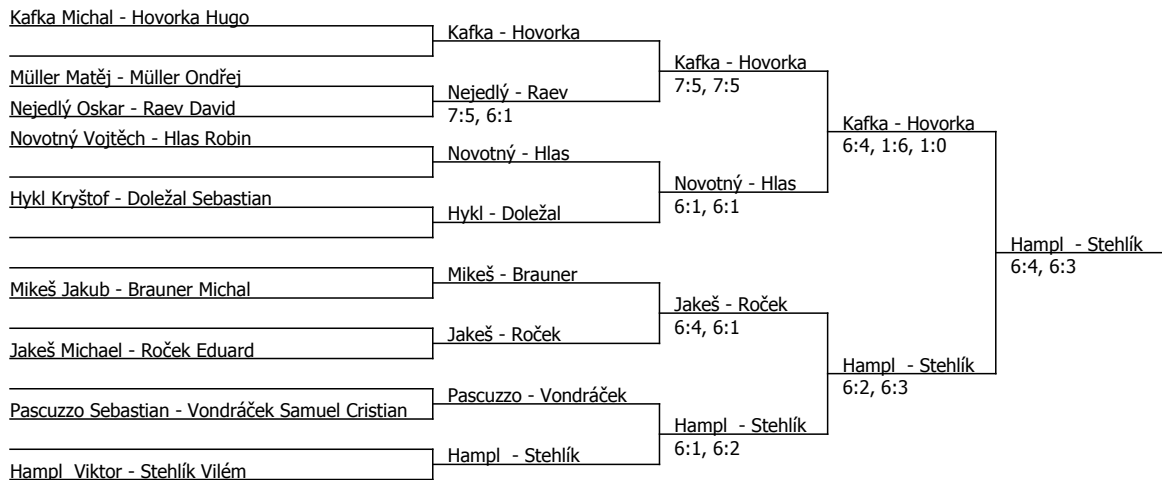 Kafka Michal - Hovorka Hugo
Müller Matěj - Müller Ondřej
Nejedlý Oskar - Raev David
Novotný Vojtěch - Hlas Robin
Hykl Kryštof - Doležal Sebastian
Mikeš Jakub - Brauner Michal
Jakeš Michael - Roček Eduard
Pascuzzo Sebastian - Vondráček Samuel Cristian
Hampl  Viktor - Stehlík Vilém
Kafka - Hovorka
Nejedlý - Raev
7:5, 6:1
Novotný - Hlas
Hykl - Doležal
Mikeš - Brauner
Jakeš - Roček
Pascuzzo - Vondráček
Hampl  - Stehlík
Kafka - Hovorka
7:5, 7:5
Novotný - Hlas
6:1, 6:1
Jakeš - Roček
6:4, 6:1
Hampl  - Stehlík
6:1, 6:2
Kafka - Hovorka
6:4, 1:6, 1:0
Hampl  - Stehlík
6:2, 6:3
Hampl  - Stehlík
6:4, 6:3